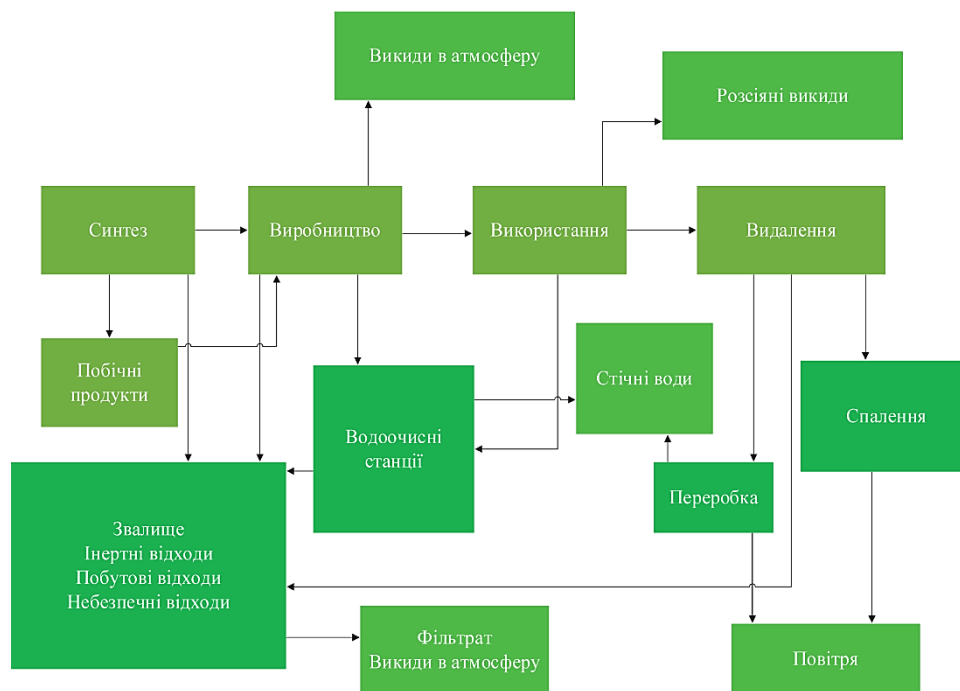 Викиди в атмосферу
Розсіяні викиди
Синтез
Виробництво
Використання
Видалення
Побічні
продукти
Стічні води
Спалення
Водоочисні
станції
Переробка
Звалище
Інертні відходи
Побутові відходи
Небезпечні відходи
Фільтрат
Викиди в атмосферу
Повітря